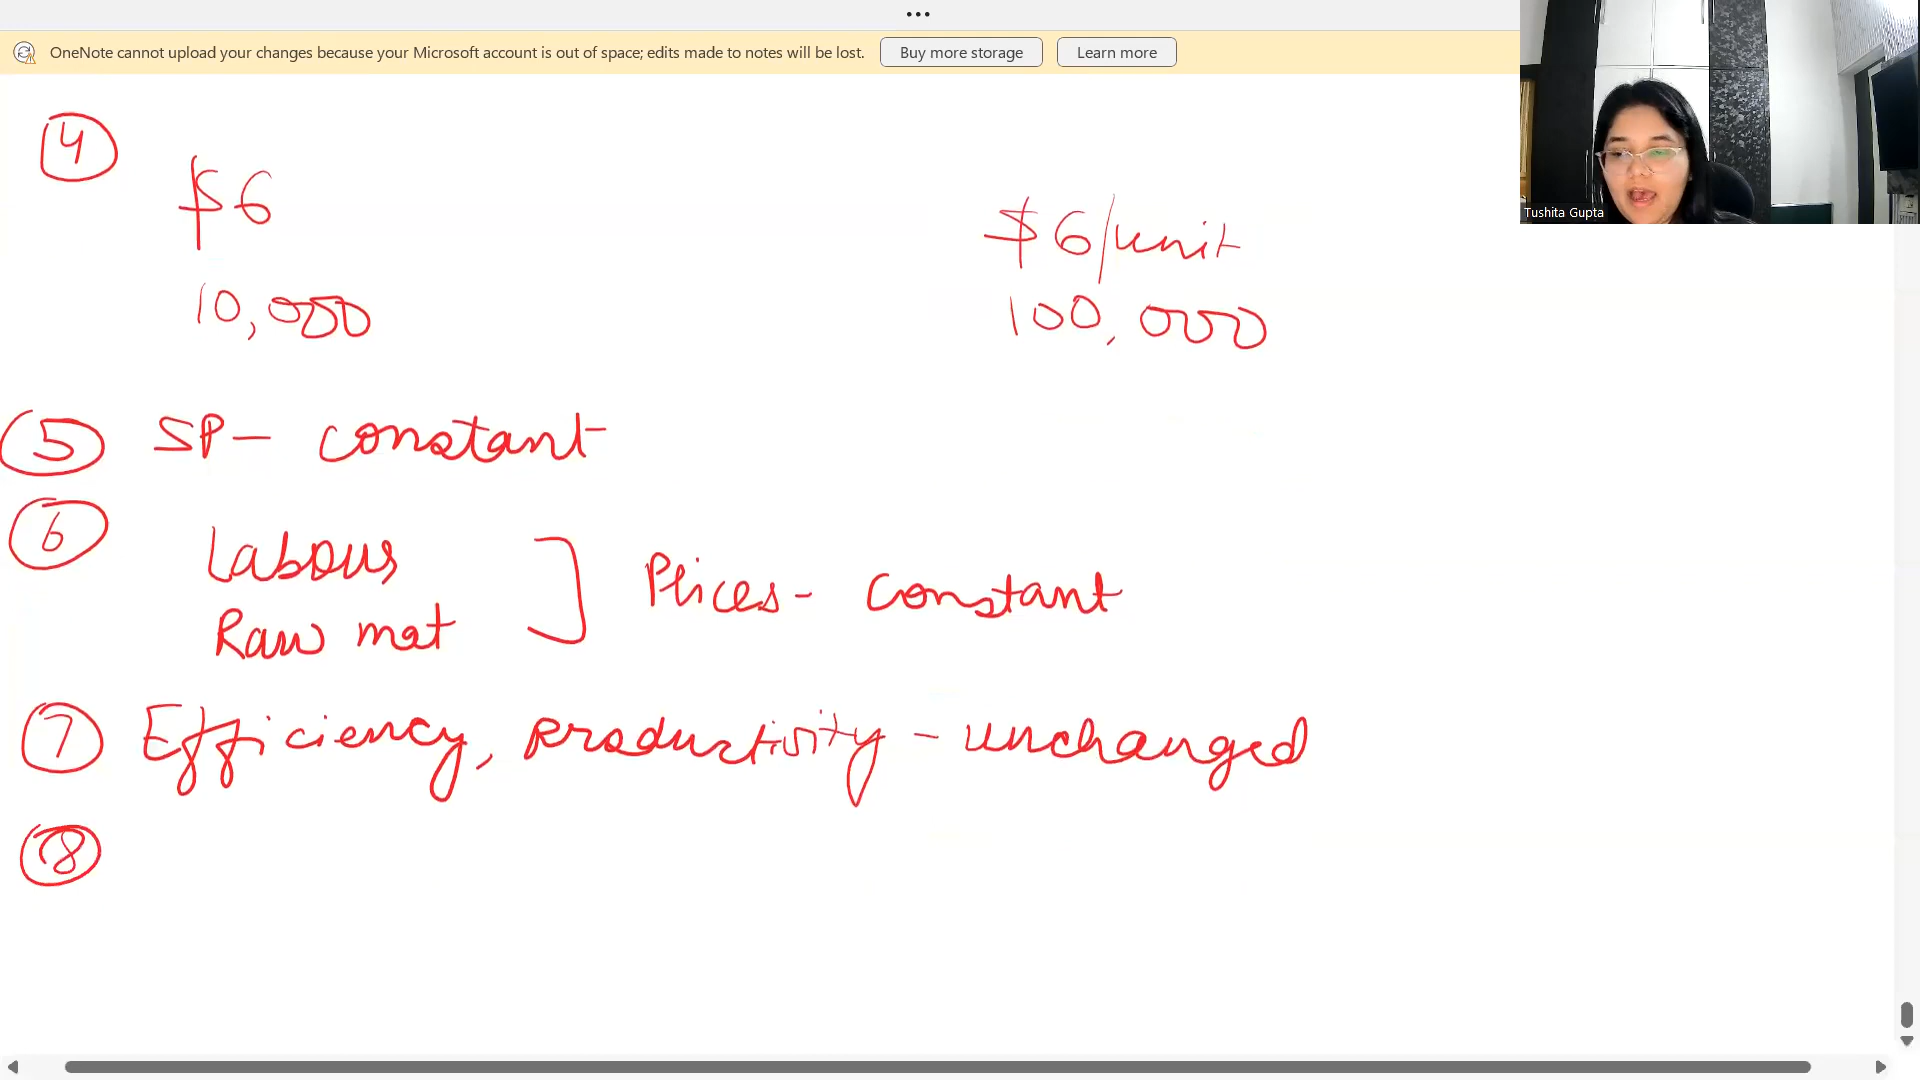 ...
OneNote cannot upload your changes because your Microsoft account is out of space; edits made to notes will be lost. Buy more storage Learn more
Tushita Gupta
4
$6
$6/unit
10,000
100,000
5 SP - constant
6
Labour
Prices - constant
Raw mat
7 Efficiency, productivity - unchanged
8